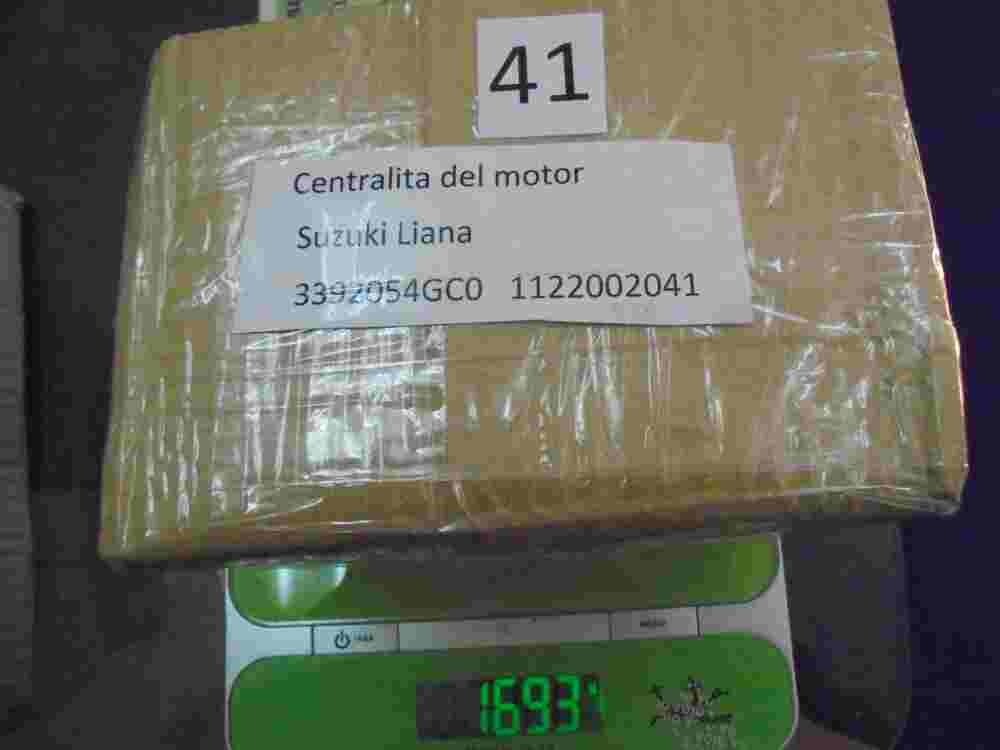 41
Centralita del motor
Suzuki Liana
3392054GC0 1122002041
1693